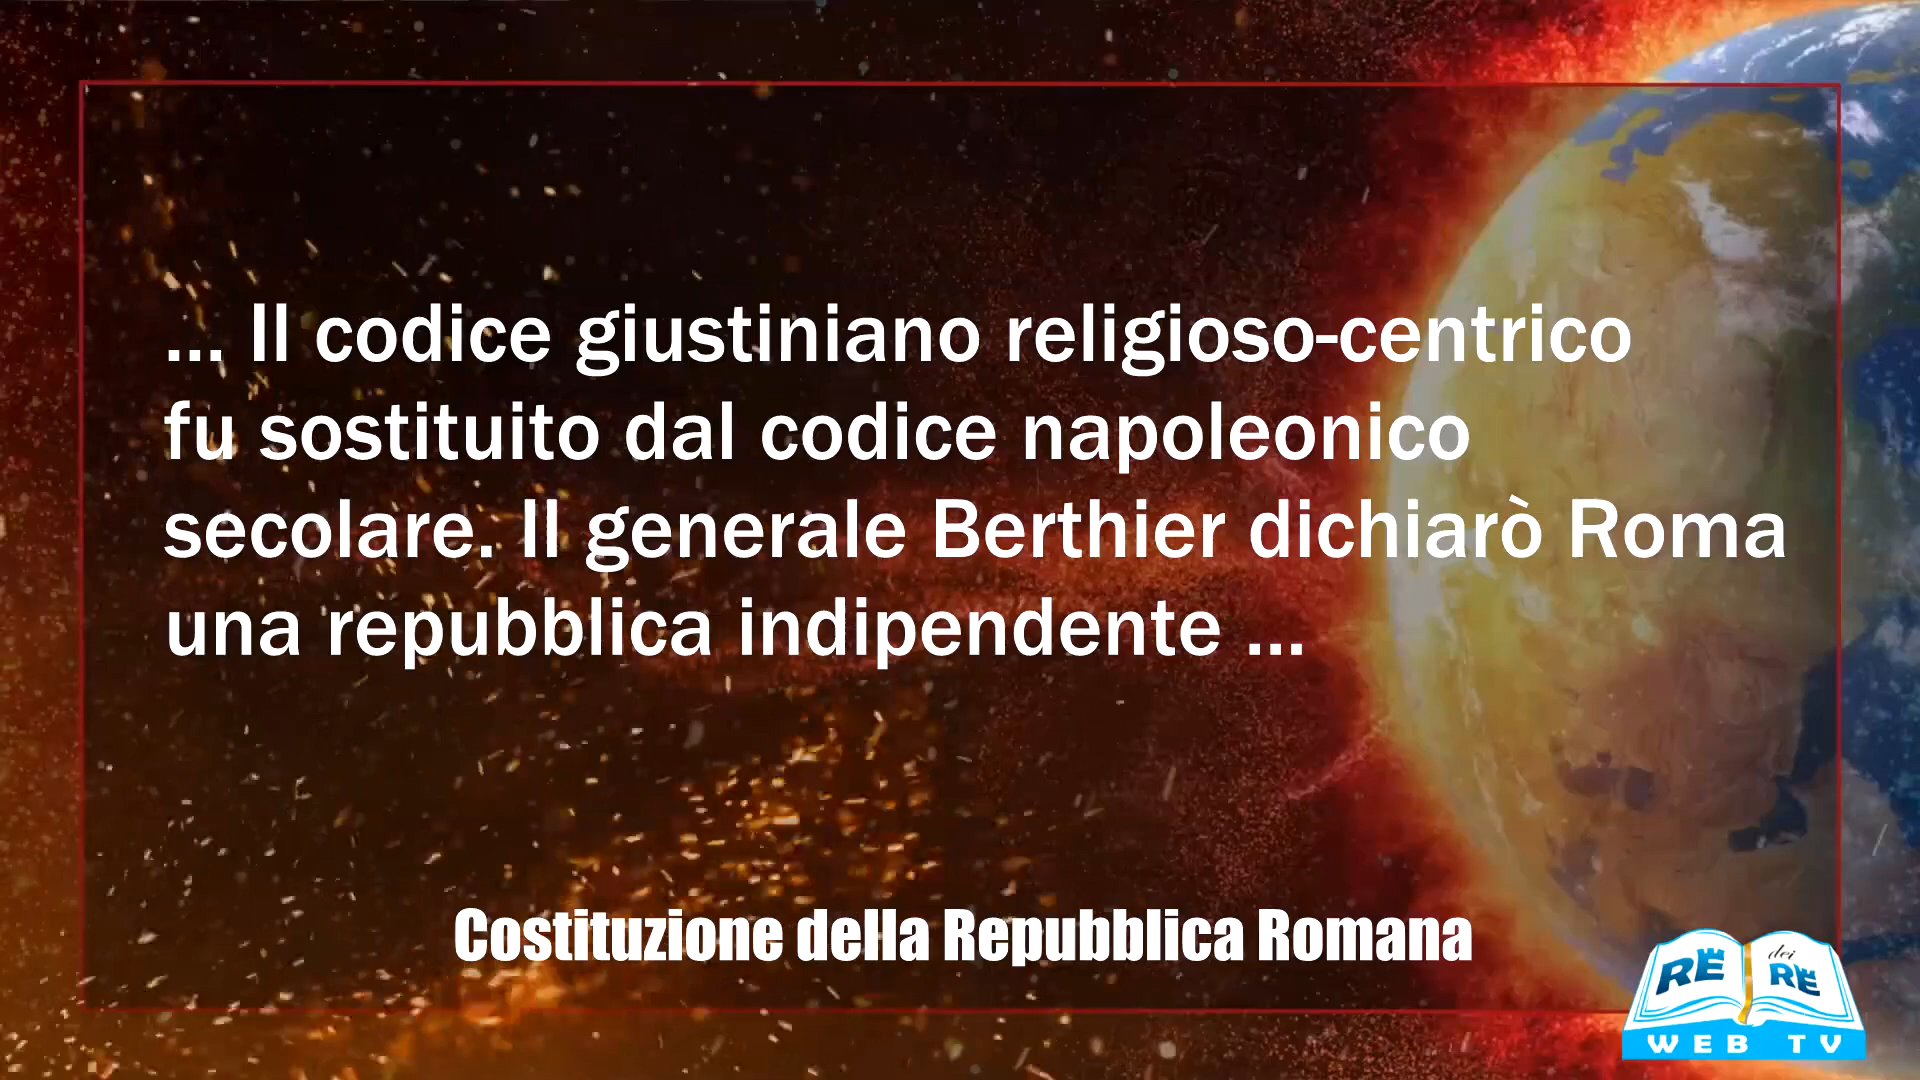 ... Il codice giustiniano religioso-centrico
fu sostituito dal codice napoleonico
secolare. Il generale Berthier dichiarò Roma
una repubblica indipendente ...
Costituzione della Repubblica Romana
RE dei RE
WEB TV